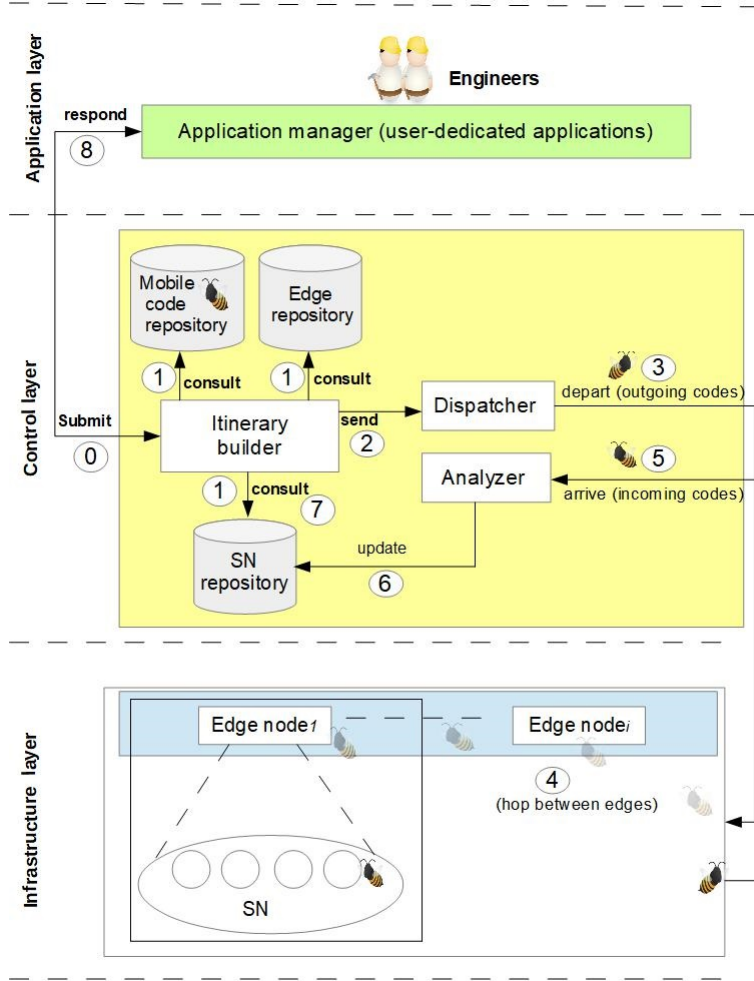 Application layer
Engineers
respond
8
Application manager (user-dedicated applications)
Control layer
Mobile
code
repository
Edge
repository
1
consult
1
consult
3
depart (outgoing codes)
Submit
0
Itinerary
builder
send
2
Dispatcher
Analyzer
5
arrive (incoming codes)
1
consult
7
SN
repository
update
6
Infrastructure layer
Edge node1
Edge nodei
4
(hop between edges)
SN